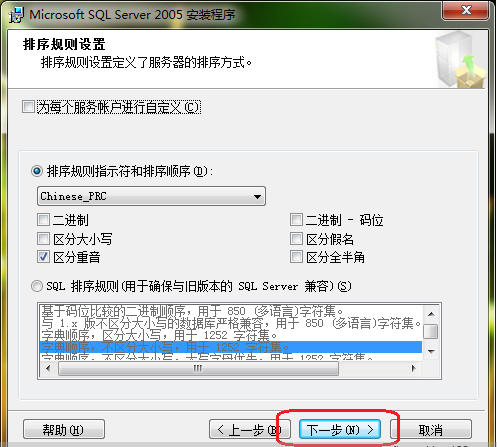 Microsoft SQL Server 2005 安装程序
排序规则设置
排序规则设置定义了服务器的排序方式。
为每个服务帐户进行自定义(C)
排序规则指示符和排序顺序(D):
Chinese_PRC
二进制
二进制 - 码位
区分大小写
区分假名
区分重音
区分全半角
SQL 排序规则(用于确保与旧版本的 SQL Server 兼容)(S)
基于码位比较的二进制顺序，用于 850 (多语言)字符集。
与 1.x 版不区分大小写的数据库严格兼容，用于 850 (多语言)字符集。
字典顺序，区分大小写，用于 1252 字符集。
字典顺序，不区分大小写，用于 1252 字符集。
字典顺序，不区分大小写，大写字母优先，用于 1252 字符集。
帮助(H)
< 上一步(B)
下一步(N) >
取消